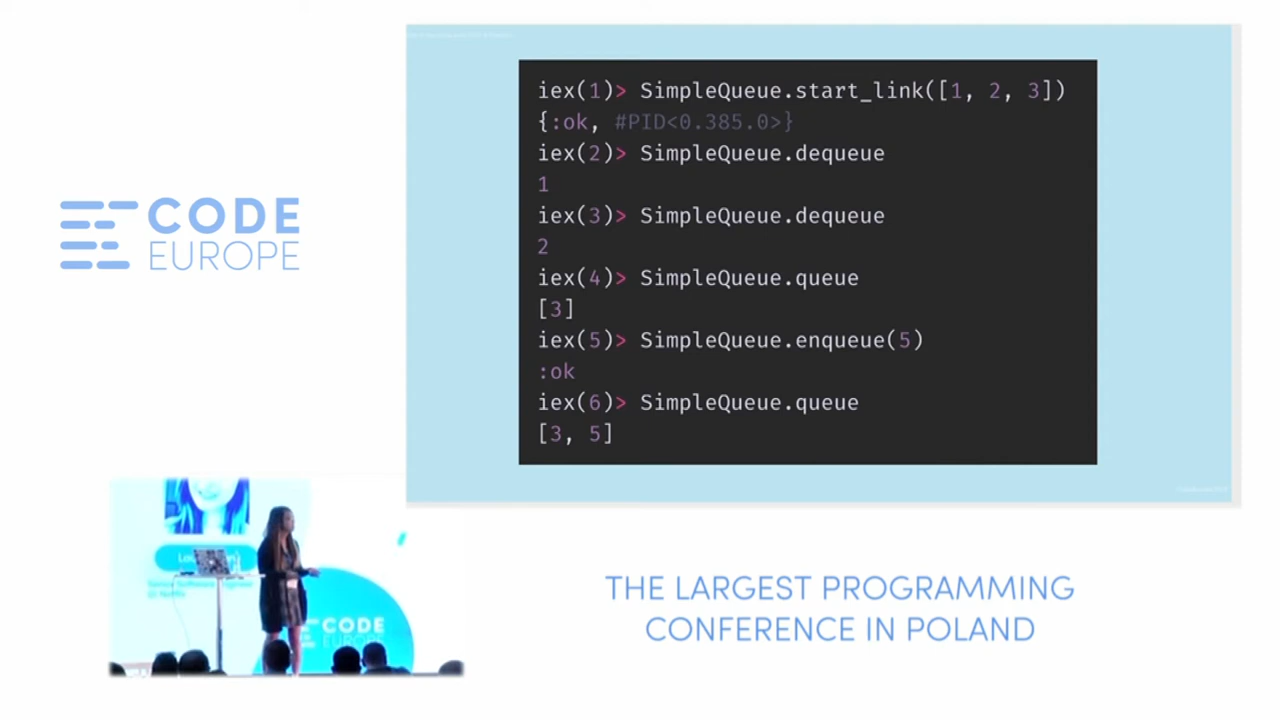 iex(1)> SimpleQueue.start_link([1, 2, 3])
{:ok, #PID<0.385.0>}
iex(2)> SimpleQueue.dequeue
1
iex(3)> SimpleQueue.dequeue
2
iex(4)> SimpleQueue.queue
[3]
iex(5)> SimpleQueue.enqueue(5)
:ok
iex(6)> SimpleQueue.queue
[3, 5]
CODE
EUROPE
CODE
EUROPE
THE LARGEST PROGRAMMING
CONFERENCE IN POLAND